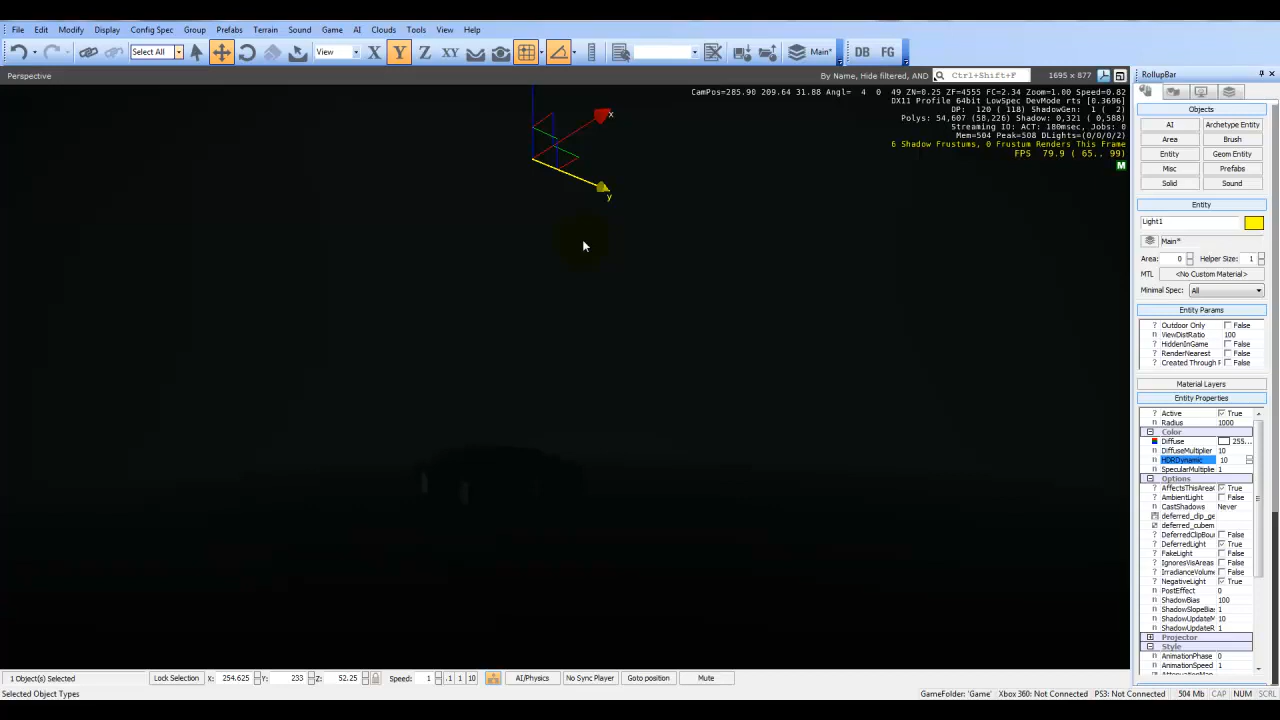 File Edit Modify Display Config Spec Group Prefabs Terrain Sound Game AI Clouds Tools View Help
Select All View X Y Z XY Main* DB FG
Perspective By Name, Hide filtered, AND Ctrl+Shift+F 1695 x 877
CamPos=285.90 209.64 31.88 Angl= 4 0 49 ZN=0.25 ZF=4555 FC=2.34 Zoom=1.00 Speed=0.82
DX11 Profile 64bit LowSpec DevMode rts [0.3696]
DP: 120 ( 118) ShadowGen: 1 ( 2)
Polys: 54,607 (58,226) Shadow: 0,321 ( 0,588)
Streaming IO: ACT: 180msec, Jobs: 0
Mem=504 Peak=508 DLights=(0/0/0/2)
6 Shadow Frustums, 0 Frustum Renders This Frame
FPS 79.9 ( 65.. 99)
M
x
y
RollupBar
Objects
AI Archetype Entity
Area Brush
Entity Geom Entity
Misc Prefabs
Solid Sound
Entity
Light1
Main*
Area: 0 Helper Size: 1
MTL <No Custom Material>
Minimal Spec: All
Entity Params
? Outdoor Only False
n ViewDistRatio 100
? HiddenInGame False
? RenderNearest False
? Created Through F False
Material Layers
Entity Properties
? Active True
n Radius 1000
Color
Diffuse 255...
n DiffuseMultiplier 10
n HDRDynamic 10
n SpecularMultiplie 1
Options
? AffectsThisArea True
? AmbientLight False
n CastShadows Never
deferred_clip_ge
deferred_cubem
? DeferredClipBou False
? DeferredLight True
? FakeLight False
? IgnoresVisAreas False
? IrradianceVolum False
? NegativeLight True
n PostEffect 0
n ShadowBias 100
n ShadowSlopeBias 1
n ShadowUpdateM 10
n ShadowUpdateR 1
Projector
Style
n AnimationPhase 0
n AnimationSpeed 1
1 Object(s) Selected Lock Selection X: 254.625 Y: 233 Z: 52.25 Speed: 1 .1 1 10 AI/Physics No Sync Player Goto position Mute
Selected Object Types GameFolder: 'Game' Xbox 360: Not Connected PS3: Not Connected 504 Mb CAP NUM SCRL